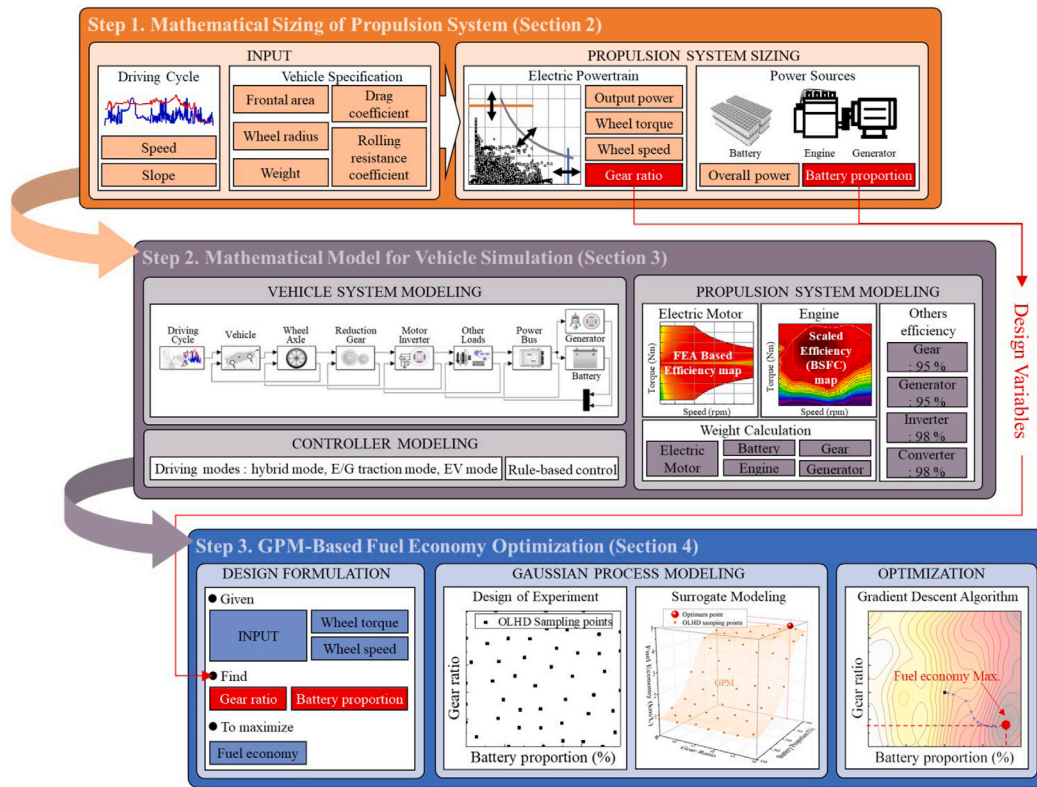 Step 1. Mathematical Sizing of Propulsion System (Section 2)
INPUT
Driving Cycle
Speed
Slope
Vehicle Specification
Frontal area
Wheel radius
Weight
Drag
coefficient
Rolling
resistance
coefficient
PROPULSION SYSTEM SIZING
Electric Powertrain
Output power
Wheel torque
Wheel speed
Gear ratio
Power Sources
Battery
Engine
Generator
Overall power
Battery proportion
Design Variables
Step 2. Mathematical Model for Vehicle Simulation (Section 3)
VEHICLE SYSTEM MODELING
Driving
Cycle
Vehicle
Wheel
Axle
Reduction
Gear
Motor
Inverter
Other
Loads
Power
Bus
Generator
Battery
CONTROLLER MODELING
Driving modes : hybrid mode, E/G traction mode, EV mode
Rule-based control
PROPULSION SYSTEM MODELING
Electric Motor
Torque (Nm)
FEA Based
Efficiency map
Speed (rpm)
Engine
Torque (Nm)
Scaled
Efficiency
(BSFC)
map
Speed (rpm)
Weight Calculation
Electric
Motor
Battery
Gear
Engine
Generator
Others
efficiency
Gear
: 95 %
Generator
: 95 %
Inverter
: 98 %
Converter
: 98 %
Step 3. GPM-Based Fuel Economy Optimization (Section 4)
DESIGN FORMULATION
Given
INPUT
Wheel torque
Wheel speed
Find
Gear ratio
Battery proportion
To maximize
Fuel economy
GAUSSIAN PROCESS MODELING
Design of Experiment
OLHD Sampling points
Gear ratio
Battery proportion (%)
Surrogate Modeling
Optimum point
OLHD sampling points
GPM
Fuel Economy (km/L)
Gear Ratio
Battery Proportion (%)
OPTIMIZATION
Gradient Descent Algorithm
Fuel economy Max.
Gear ratio
Battery proportion (%)